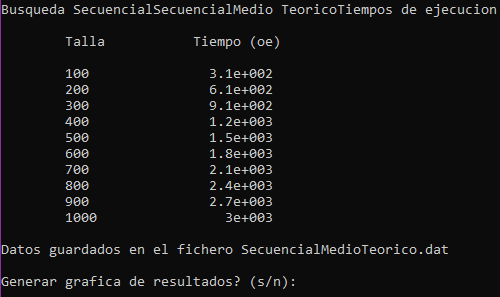 Busqueda SecuencialSecuencialMedio TeoricoTiempos de ejecucion
Talla Tiempo (oe)
100 3.1e+002
200 6.1e+002
300 9.1e+002
400 1.2e+003
500 1.5e+003
600 1.8e+003
700 2.1e+003
800 2.4e+003
900 2.7e+003
1000 3e+003
Datos guardados en el fichero SecuencialMedioTeorico.dat
Generar grafica de resultados? (s/n):